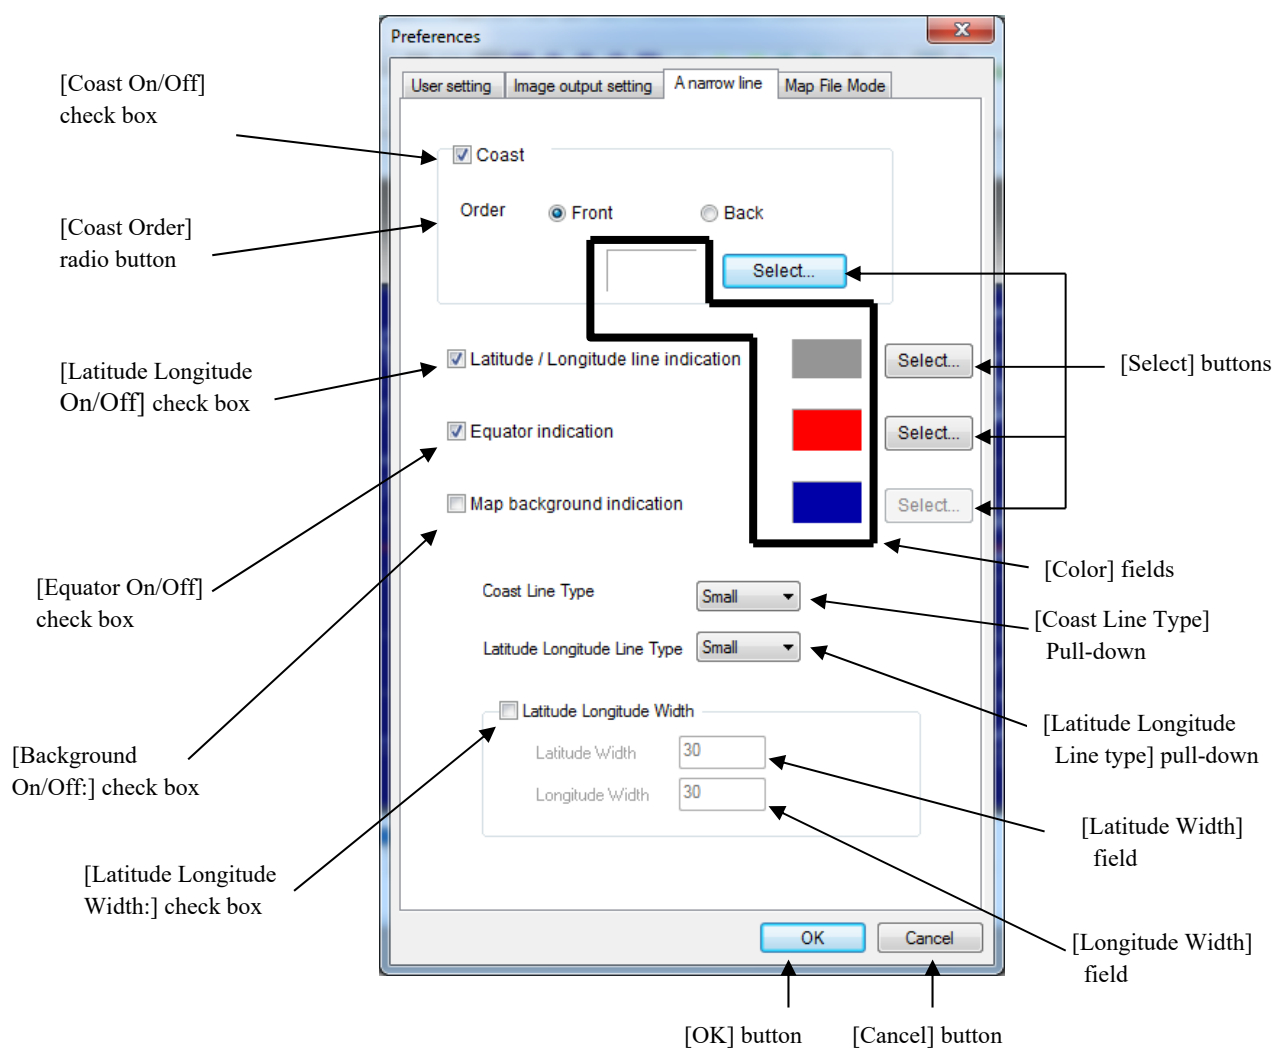 Preferences
x
User setting
Image output setting
A narrow line
Map File Mode
[Coast On/Off]
check box
Coast
Order
Front
Back
[Coast Order]
radio button
Select...
[Latitude Longitude
On/Off] check box
Latitude / Longitude line indication
Select...
[Select] buttons
Equator indication
Select...
Map background indication
Select...
[Color] fields
[Equator On/Off]
check box
Coast Line Type
Small
[Coast Line Type]
Pull-down
Latitude Longitude Line Type
Small
[Latitude Longitude
Line type] pull-down
Latitude Longitude Width
[Background
On/Off:] check box
Latitude Width
30
Longitude Width
30
[Latitude Width]
field
[Latitude Longitude
Width:] check box
OK
Cancel
[Longitude Width]
field
[OK] button
[Cancel] button